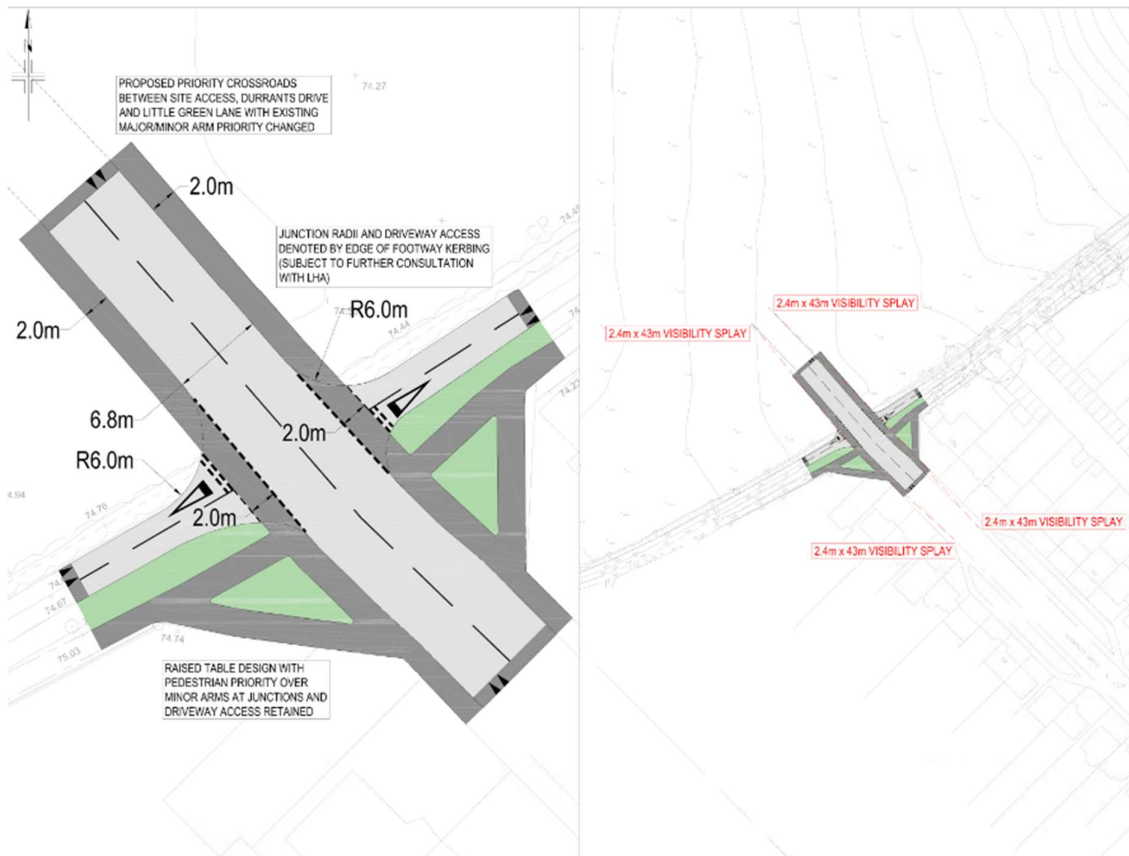 N
PROPOSED PRIORITY CROSSROADS
BETWEEN SITE ACCESS, DURRANTS DRIVE
AND LITTLE GREEN LANE WITH EXISTING
MAJOR/MINOR ARM PRIORITY CHANGED
74.27
2.0m
JUNCTION RADII AND DRIVEWAY ACCESS
DENOTED BY EDGE OF FOOTWAY KERBING
(SUBJECT TO FURTHER CONSULTATION
WITH LHA)
R6.0m
74.44
2.0m
6.8m
2.0m
R6.0m
4.94
74.76
2.0m
74.67
75.03
74.74
RAISED TABLE DESIGN WITH
PEDESTRIAN PRIORITY OVER
MINOR ARMS AT JUNCTIONS AND
DRIVEWAY ACCESS RETAINED
2.4m x 43m VISIBILITY SPLAY
2.4m x 43m VISIBILITY SPLAY
2.4m x 43m VISIBILITY SPLAY
2.4m x 43m VISIBILITY SPLAY